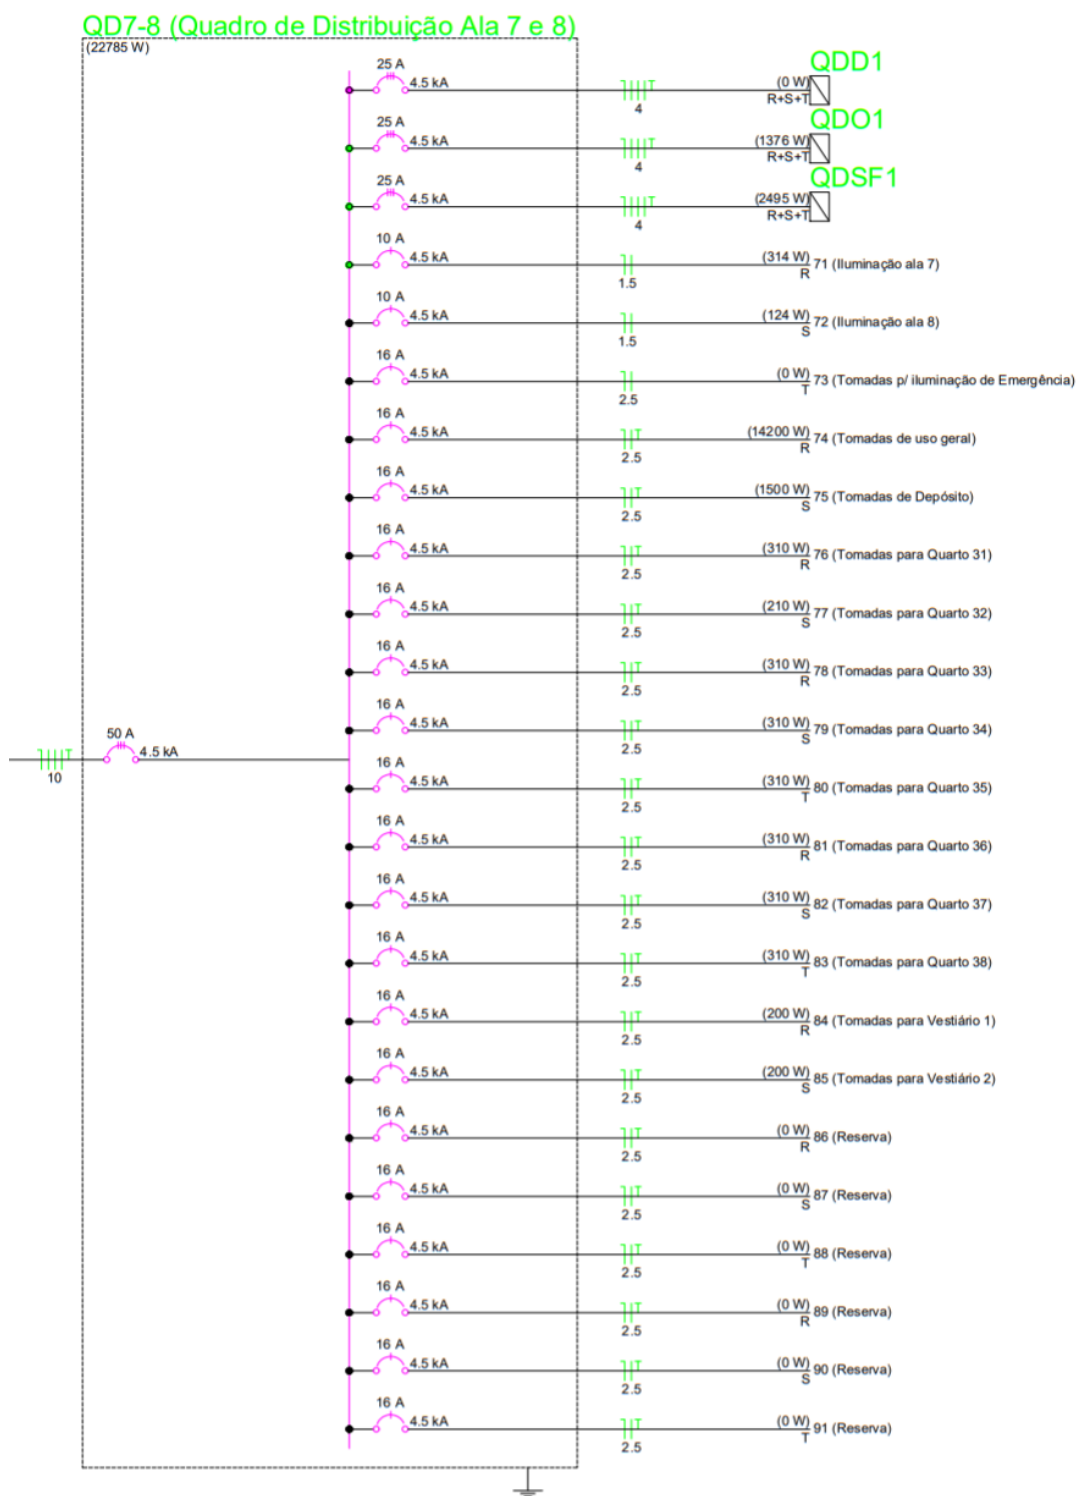 QD7-8 (Quadro de Distribuição Ala 7 e 8)
(22785 W)
25 A
4.5 kA
4
(0 W)
R+S+T
QDD1
25 A
4.5 kA
4
(1376 W)
R+S+T
QDO1
25 A
4.5 kA
4
(2495 W)
R+S+T
QDSF1
10 A
4.5 kA
1.5
(314 W)
R
71 (Iluminação ala 7)
10 A
4.5 kA
1.5
(124 W)
S
72 (Iluminação ala 8)
16 A
4.5 kA
2.5
(0 W)
T
73 (Tomadas p/ iluminação de Emergência)
16 A
4.5 kA
2.5
(14200 W)
R
74 (Tomadas de uso geral)
16 A
4.5 kA
2.5
(1500 W)
S
75 (Tomadas de Depósito)
16 A
4.5 kA
2.5
(310 W)
R
76 (Tomadas para Quarto 31)
16 A
4.5 kA
2.5
(210 W)
S
77 (Tomadas para Quarto 32)
16 A
4.5 kA
2.5
(310 W)
R
78 (Tomadas para Quarto 33)
16 A
4.5 kA
2.5
(310 W)
S
79 (Tomadas para Quarto 34)
50 A
4.5 kA
10
16 A
4.5 kA
2.5
(310 W)
T
80 (Tomadas para Quarto 35)
16 A
4.5 kA
2.5
(310 W)
R
81 (Tomadas para Quarto 36)
16 A
4.5 kA
2.5
(310 W)
S
82 (Tomadas para Quarto 37)
16 A
4.5 kA
2.5
(310 W)
T
83 (Tomadas para Quarto 38)
16 A
4.5 kA
2.5
(200 W)
R
84 (Tomadas para Vestiário 1)
16 A
4.5 kA
2.5
(200 W)
S
85 (Tomadas para Vestiário 2)
16 A
4.5 kA
2.5
(0 W)
R
86 (Reserva)
16 A
4.5 kA
2.5
(0 W)
S
87 (Reserva)
16 A
4.5 kA
2.5
(0 W)
T
88 (Reserva)
16 A
4.5 kA
2.5
(0 W)
R
89 (Reserva)
16 A
4.5 kA
2.5
(0 W)
S
90 (Reserva)
16 A
4.5 kA
2.5
(0 W)
T
91 (Reserva)